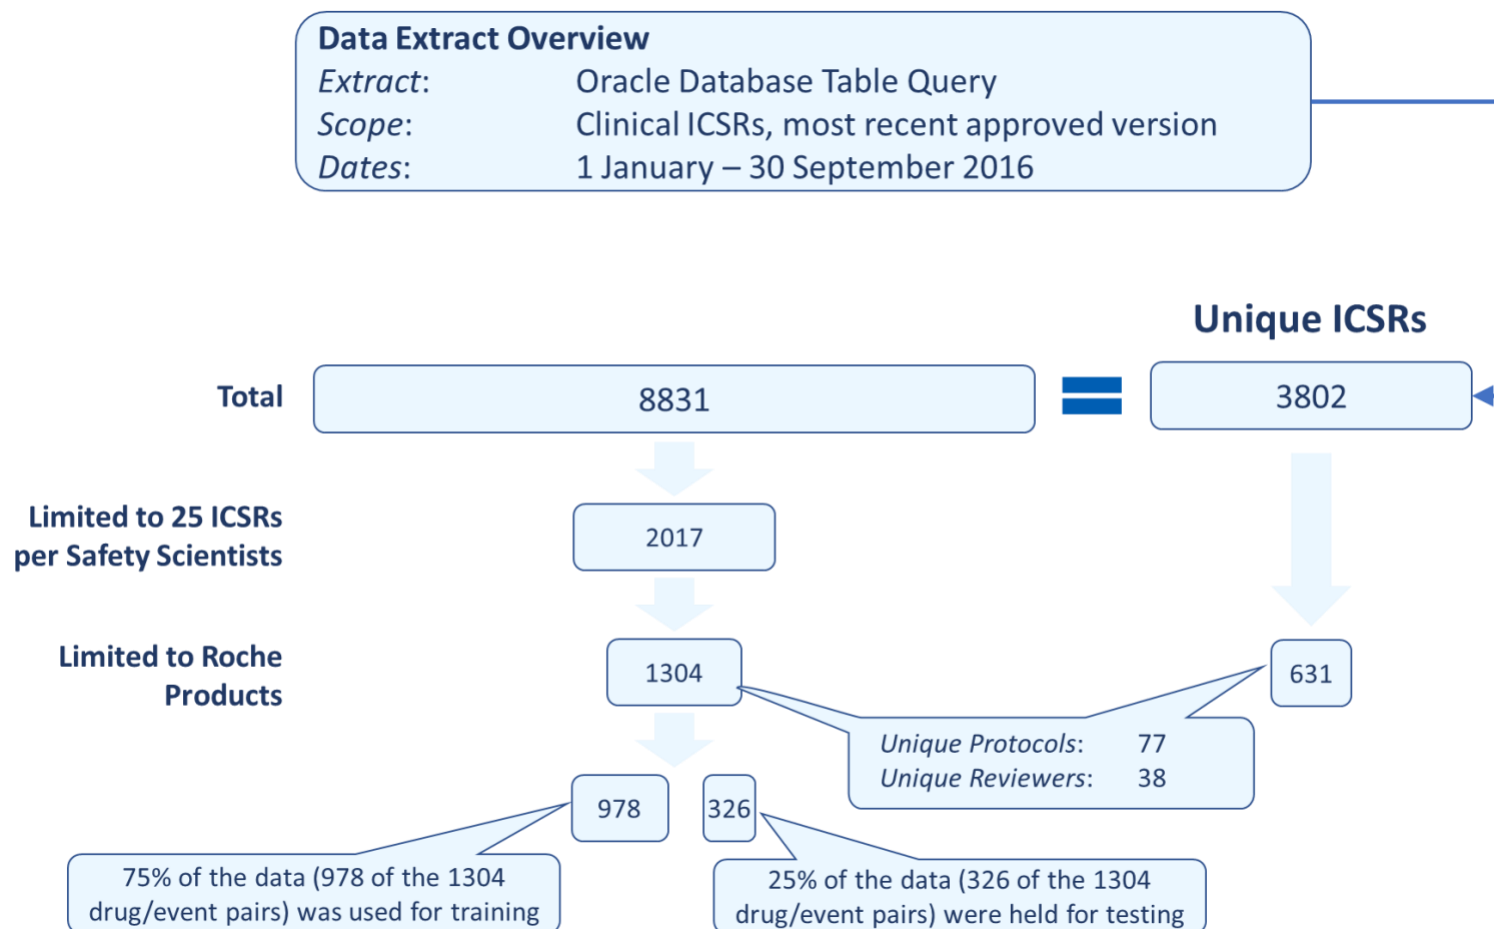 Data Extract Overview
Extract: Oracle Database Table Query
Scope: Clinical ICSRs, most recent approved version
Dates: 1 January – 30 September 2016
Unique ICSRs
Total 8831 3802
Limited to 25 ICSRs
per Safety Scientists
2017
Limited to Roche
Products
1304
631
Unique Protocols: 77
Unique Reviewers: 38
978
326
75% of the data (978 of the 1304
drug/event pairs) was used for training
25% of the data (326 of the 1304
drug/event pairs) were held for testing